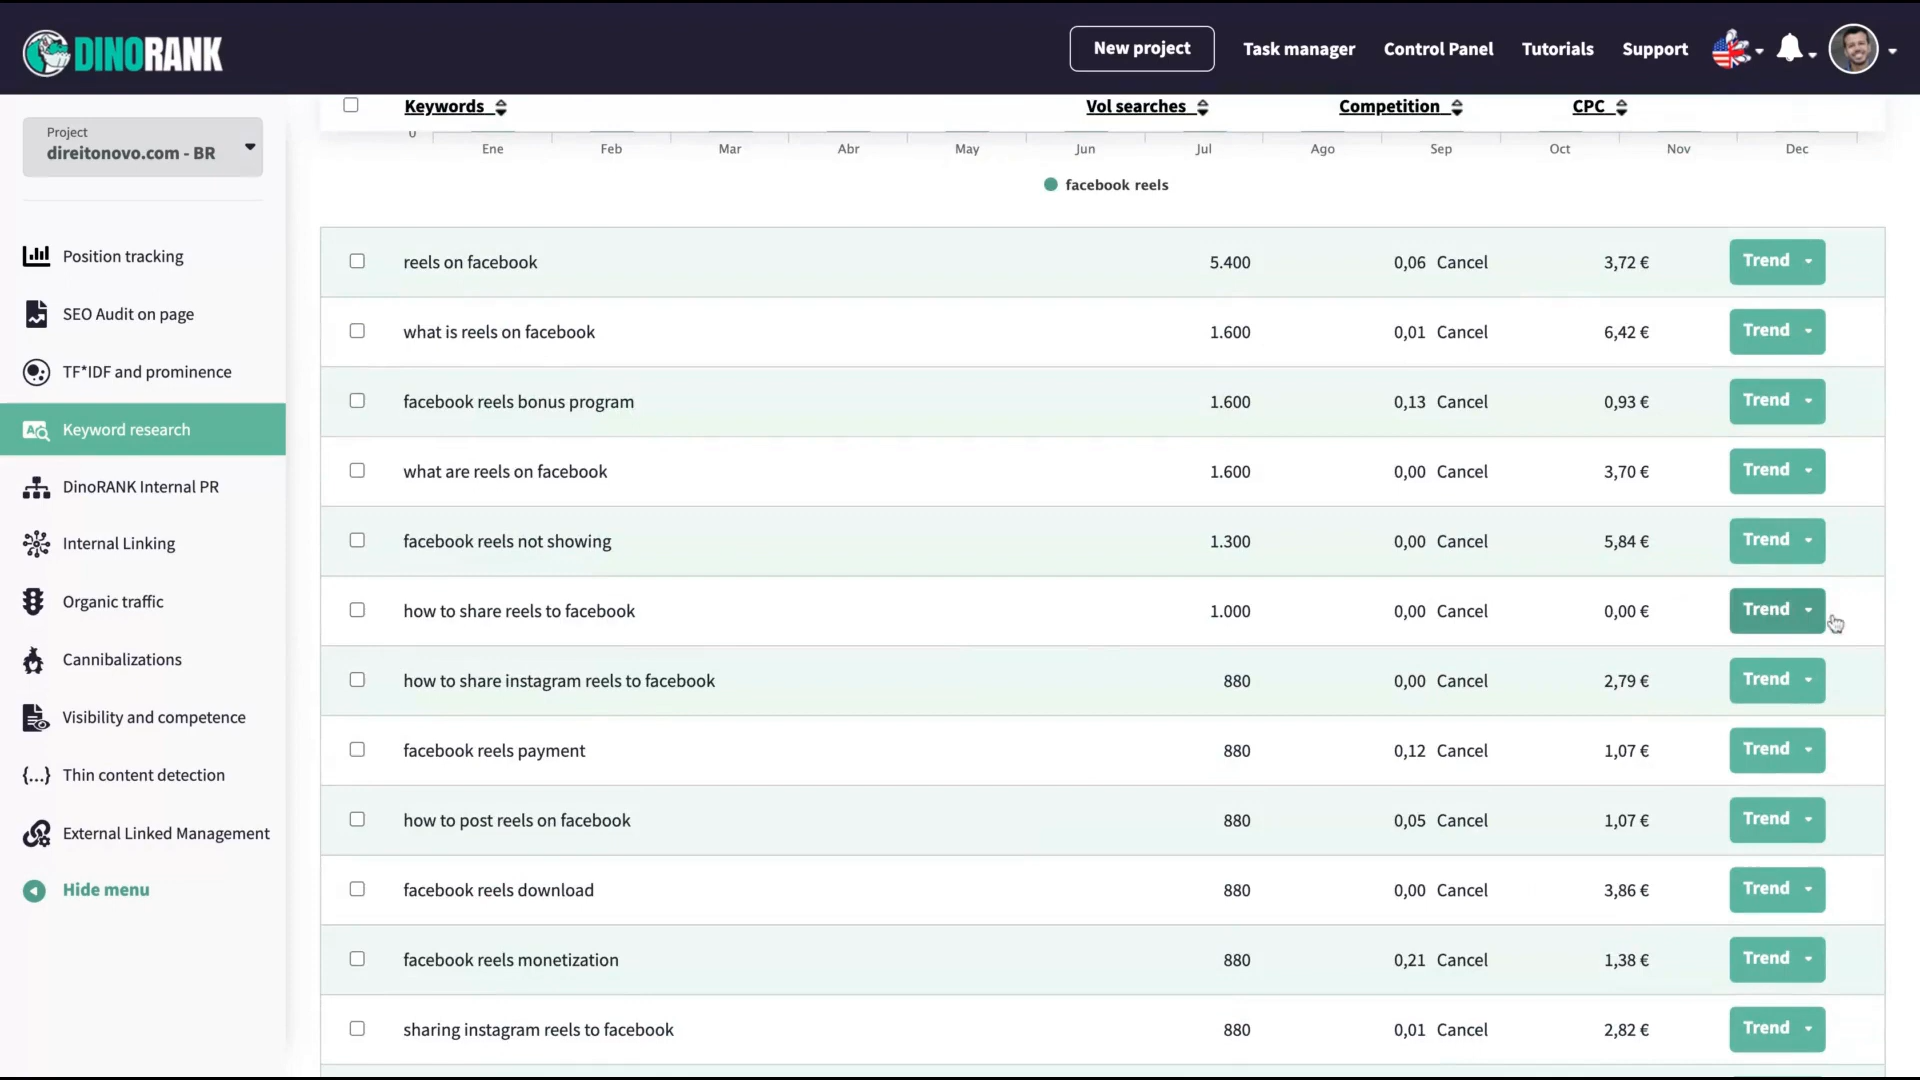 DINORANK
New project
Task manager
Control Panel
Tutorials
Support
Project
direitonovo.com - BR
Position tracking
SEO Audit on page
TF*IDF and prominence
Keyword research
DinoRANK Internal PR
Internal Linking
Organic traffic
Cannibalizations
Visibility and competence
{...} Thin content detection
External Linked Management
Hide menu
Keywords Vol searches Competition CPC
0
Ene Feb Mar Abr May Jun Jul Ago Sep Oct Nov Dec
facebook reels
reels on facebook 5.400 0,06 Cancel 3,72 € Trend
what is reels on facebook 1.600 0,01 Cancel 6,42 € Trend
facebook reels bonus program 1.600 0,13 Cancel 0,93 € Trend
what are reels on facebook 1.600 0,00 Cancel 3,70 € Trend
facebook reels not showing 1.300 0,00 Cancel 5,84 € Trend
how to share reels to facebook 1.000 0,00 Cancel 0,00 € Trend
how to share instagram reels to facebook 880 0,00 Cancel 2,79 € Trend
facebook reels payment 880 0,12 Cancel 1,07 € Trend
how to post reels on facebook 880 0,05 Cancel 1,07 € Trend
facebook reels download 880 0,00 Cancel 3,86 € Trend
facebook reels monetization 880 0,21 Cancel 1,38 € Trend
sharing instagram reels to facebook 880 0,01 Cancel 2,82 € Trend